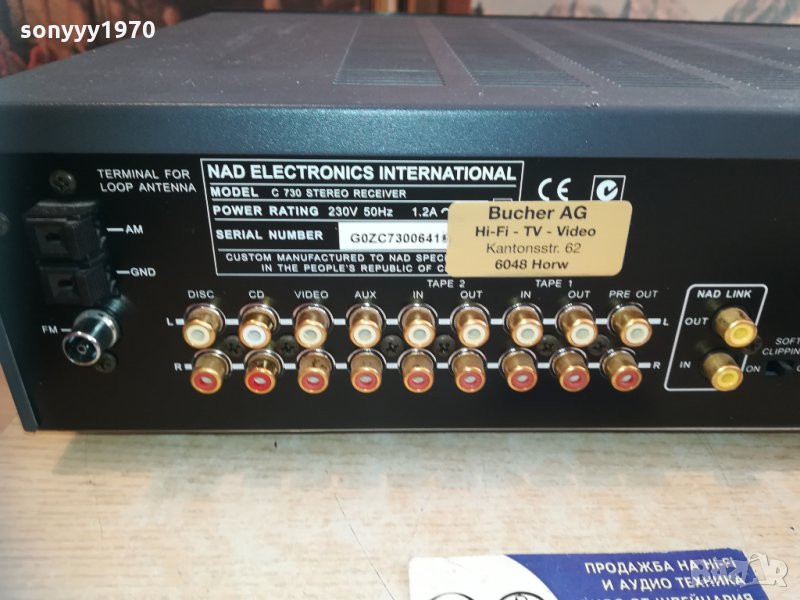 sonyyy1970
TERMINAL FOR
LOOP ANTENNA
AM
GND
FM
NAD ELECTRONICS INTERNATIONAL
MODEL C 730 STEREO RECEIVER
POWER RATING 230V 50Hz 1.2A
SERIAL NUMBER G0ZC7300641
CUSTOM MANUFACTURED TO NAD
IN THE PEOPLE'S REPUBLIC OF
CE
Bucher AG
Hi-Fi - TV - Video
Kantonsstr. 62
6048 Horw
TAPE 2 TAPE 1
DISC CD VIDEO AUX IN OUT IN OUT PRE OUT
L L
R R
NAD LINK
OUT
IN
SOFT
CLIPPING
ON
ПРОДАЖБА НА HI-FI
И АУДИО ТЕХНИКА
ШВЕЙЦАРИЯ